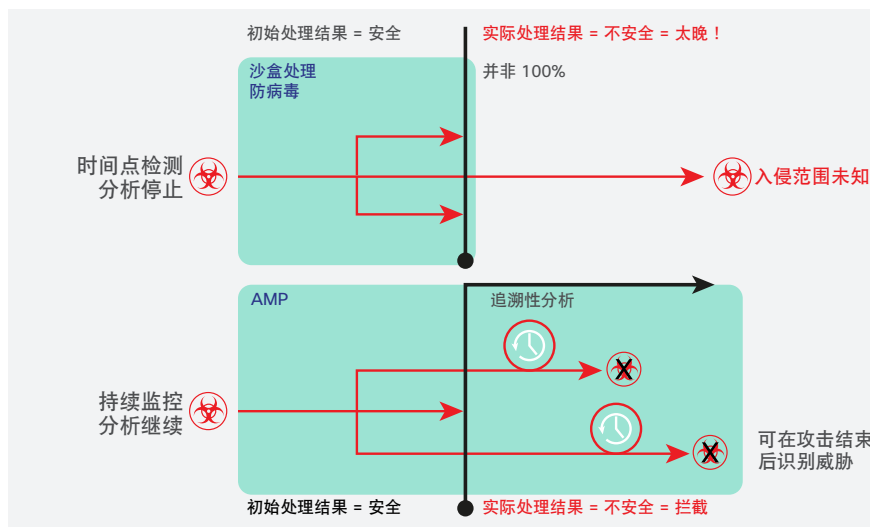 初始处理结果 = 安全
实际处理结果 = 不安全 = 太晚！
沙盒处理
防病毒
并非 100%
时间点检测
分析停止
入侵范围未知
AMP
追溯性分析
持续监控
分析继续
可在攻击结束
后识别威胁
初始处理结果 = 安全
实际处理结果 = 不安全 = 拦截